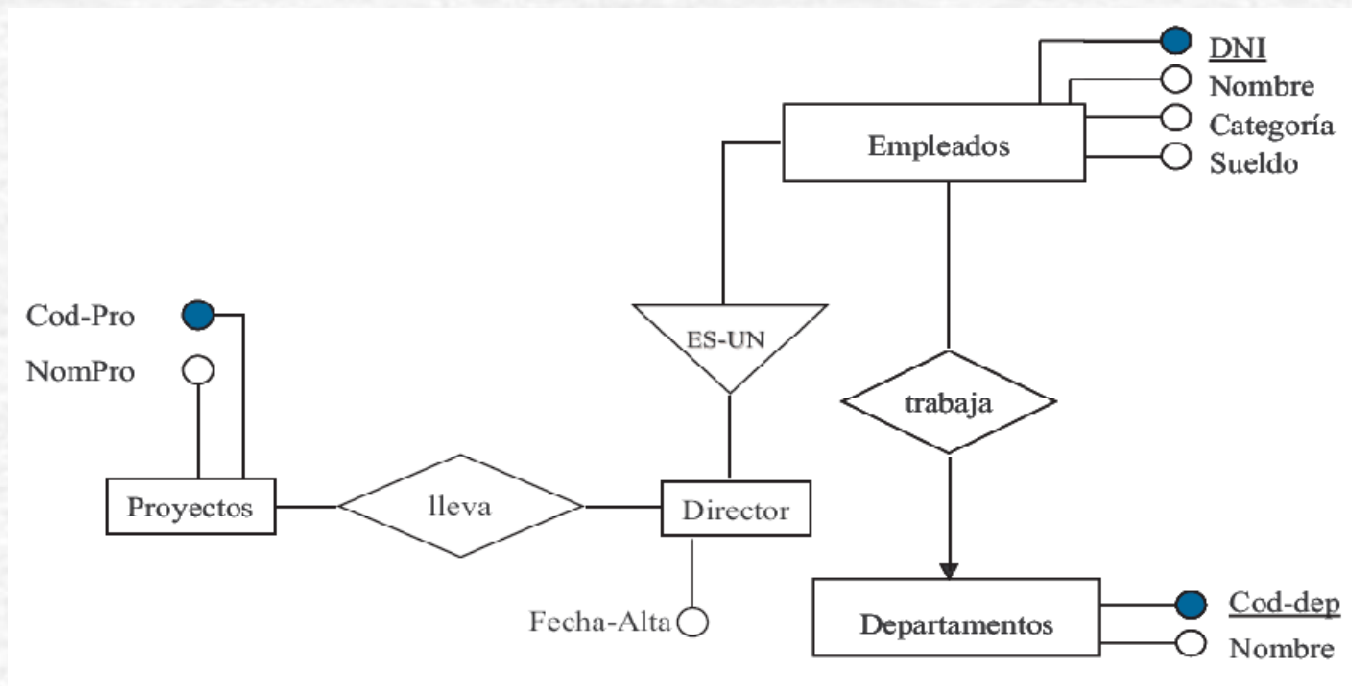 DNI
Nombre
Categoría
Sueldo
Empleados
Cod-Pro
NomPro
ES-UN
trabaja
Proyectos
lleva
Director
Fecha-Alta
Departamentos
Cod-dep
Nombre